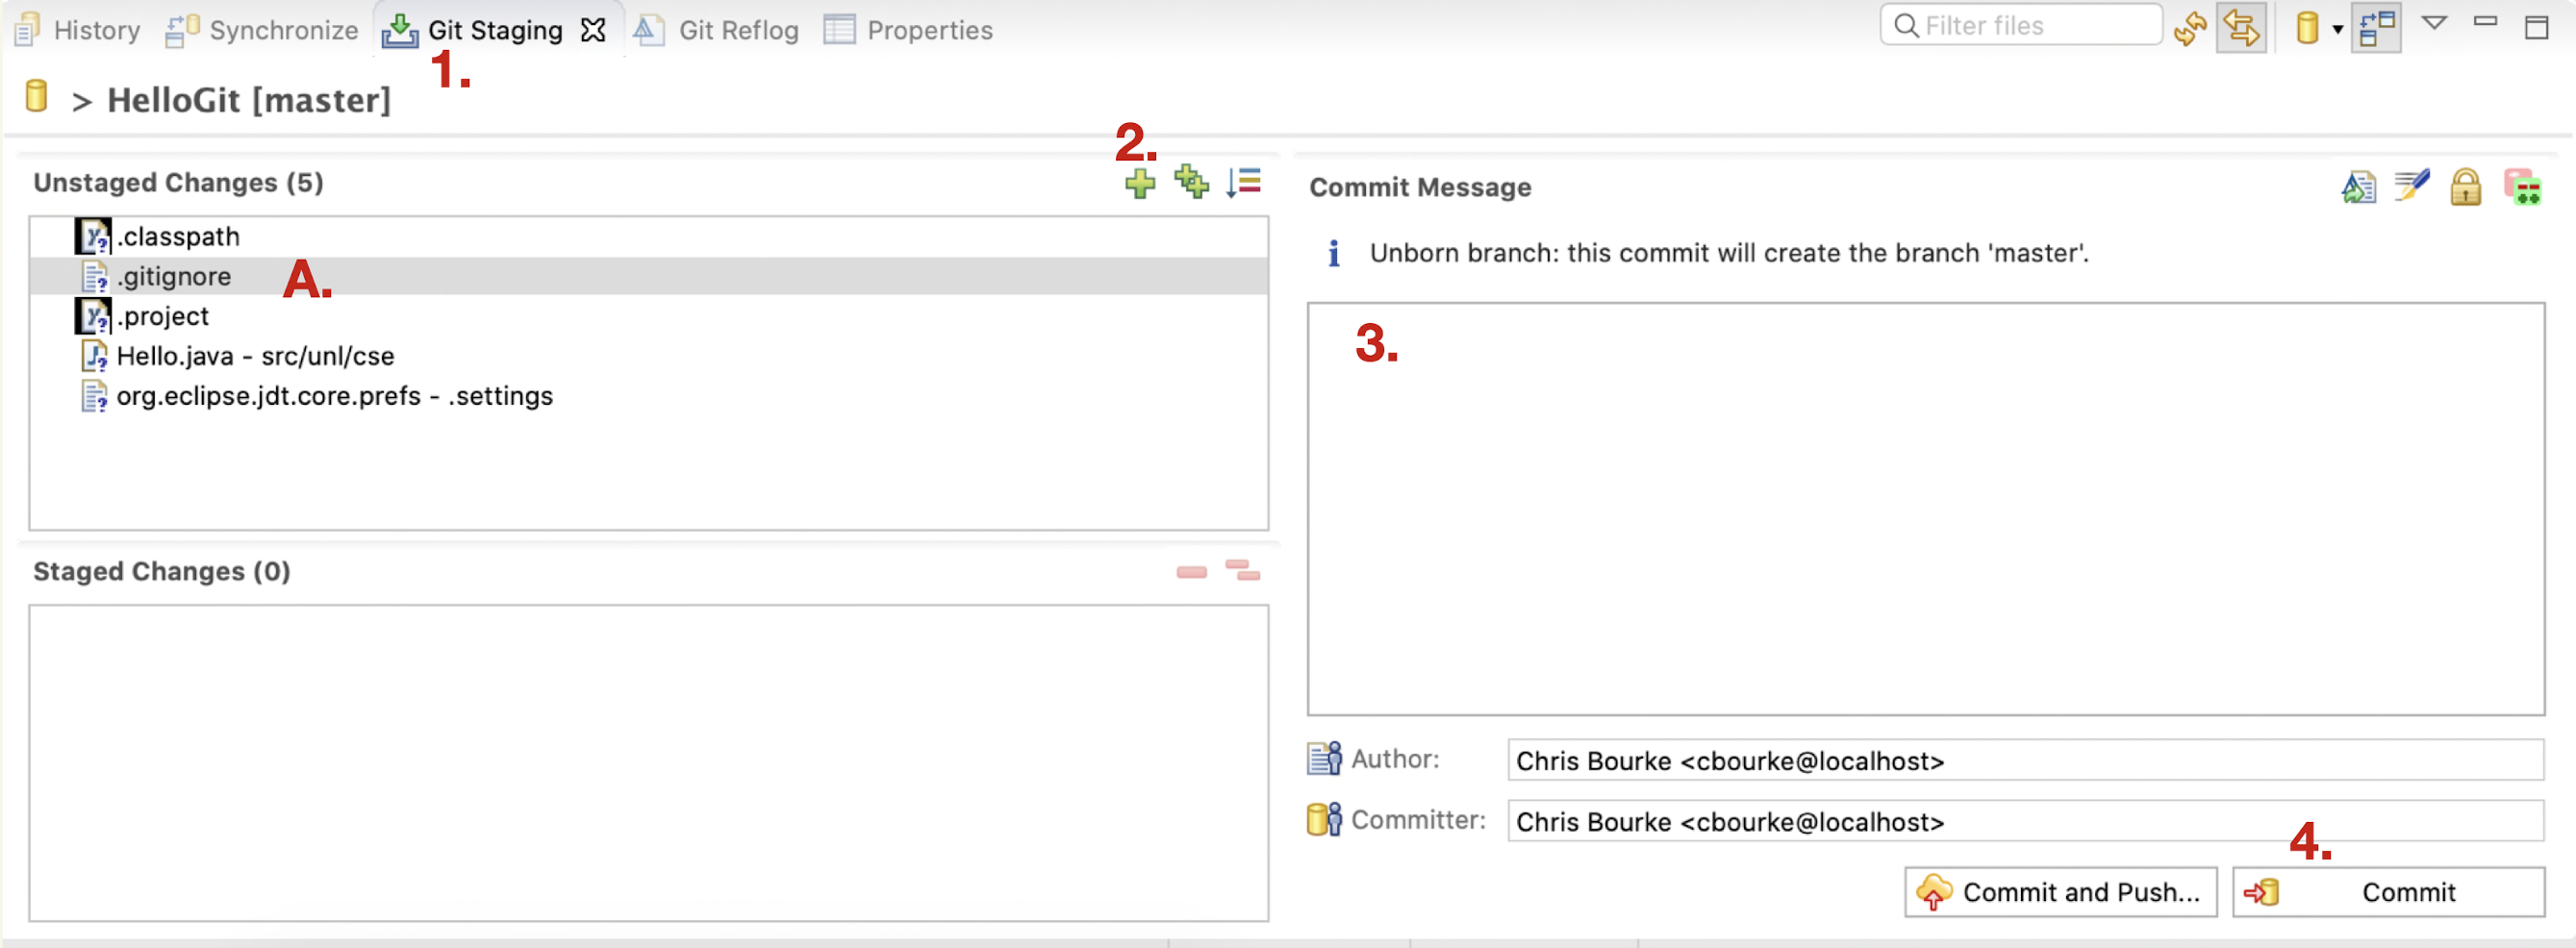 History Synchronize Git Staging Git Reflog Properties Filter files
1.
> HelloGit [master]
2.
Unstaged Changes (5)
.classpath
.gitignore A.
.project
Hello.java - src/unl/cse
org.eclipse.jdt.core.prefs - .settings
Staged Changes (0)
Commit Message
Unborn branch: this commit will create the branch 'master'.
3.
Author: Chris Bourke <cbourke@localhost>
Committer: Chris Bourke <cbourke@localhost>
4.
Commit and Push... Commit